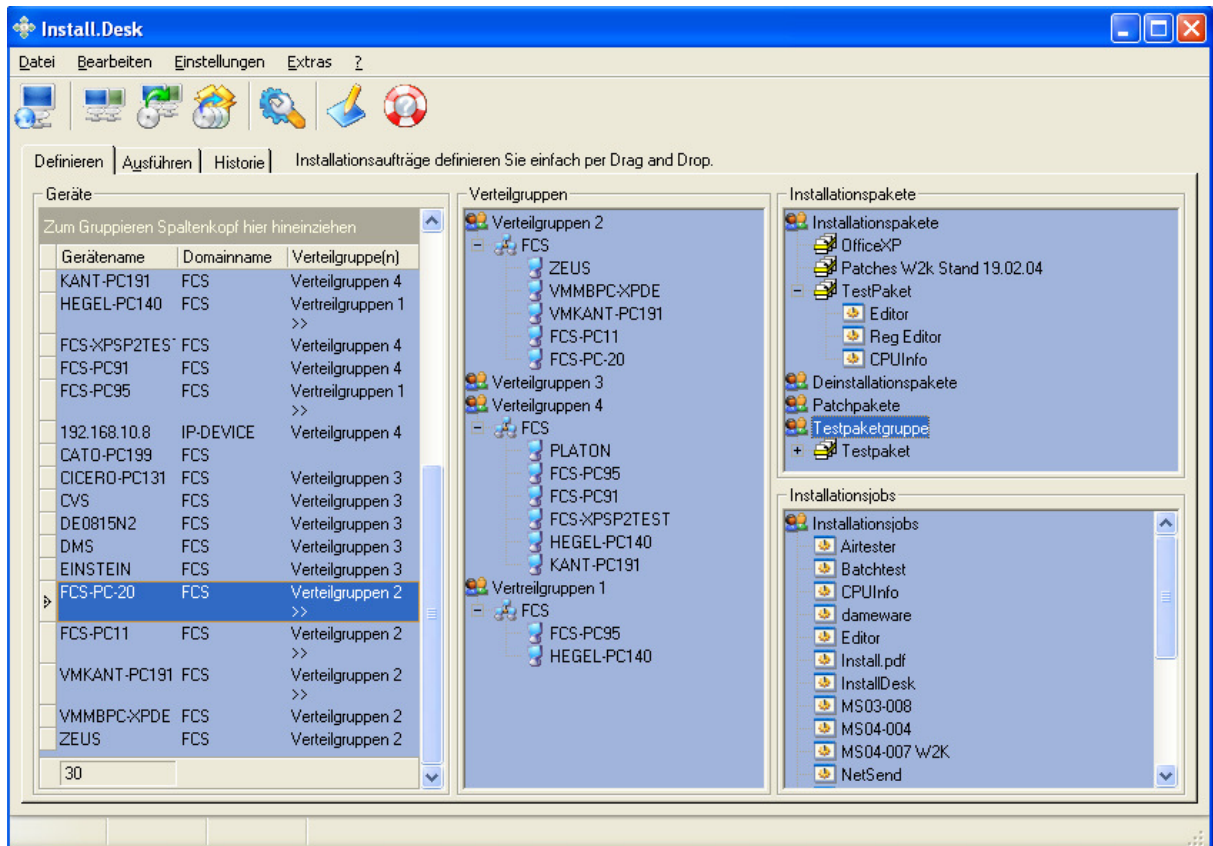 Install.Desk
Datei Bearbeiten Einstellungen Extras ?
Definieren Ausführen Historie Installationsaufträge definieren Sie einfach per Drag and Drop.
Geräte
Zum Gruppieren Spaltenkopf hier hineinziehen
Gerätename Domainname Verteilgruppe(n)
KANT-PC191 FCS Verteilgruppen 4
HEGEL-PC140 FCS Vertreilgruppen 1
>>
FCS-XPSP2TEST FCS Verteilgruppen 4
FCS-PC91 FCS Verteilgruppen 4
FCS-PC95 FCS Vertreilgruppen 1
>>
192.168.10.8 IP-DEVICE Verteilgruppen 4
CATO-PC199 FCS
CICERO-PC131 FCS Verteilgruppen 3
CVS FCS Verteilgruppen 3
DE0815N2 FCS Verteilgruppen 3
DMS FCS Verteilgruppen 3
EINSTEIN FCS Verteilgruppen 3
FCS-PC-20 FCS Verteilgruppen 2
>>
FCS-PC11 FCS Verteilgruppen 2
>>
VMKANT-PC191 FCS Verteilgruppen 2
>>
VMMBPC-XPDE FCS Verteilgruppen 2
ZEUS FCS Verteilgruppen 2
30
Verteilgruppen
Verteilgruppen 2
FCS
ZEUS
VMMBPC-XPDE
VMKANT-PC191
FCS-PC11
FCS-PC-20
Verteilgruppen 3
Verteilgruppen 4
FCS
PLATON
FCS-PC95
FCS-PC91
FCS-XPSP2TEST
HEGEL-PC140
KANT-PC191
Vertreilgruppen 1
FCS
FCS-PC95
HEGEL-PC140
Installationspakete
Installationspakete
OfficeXP
Patches W2k Stand 19.02.04
TestPaket
Editor
Reg Editor
CPUInfo
Deinstallationspakete
Patchpakete
Testpaketgruppe
Testpaket
Installationsjobs
Installationsjobs
Airtester
Batchtest
CPUInfo
dameware
Editor
Install.pdf
InstallDesk
MS03-008
MS04-004
MS04-007 W2K
NetSend